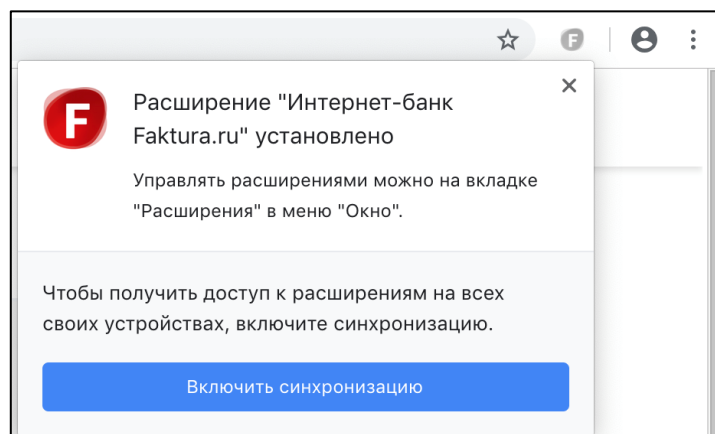 F
F
Расширение "Интернет-банк
Faktura.ru" установлено
Управлять расширениями можно на вкладке
"Расширения" в меню "Окно".
Чтобы получить доступ к расширениям на всех
своих устройствах, включите синхронизацию.
Включить синхронизацию